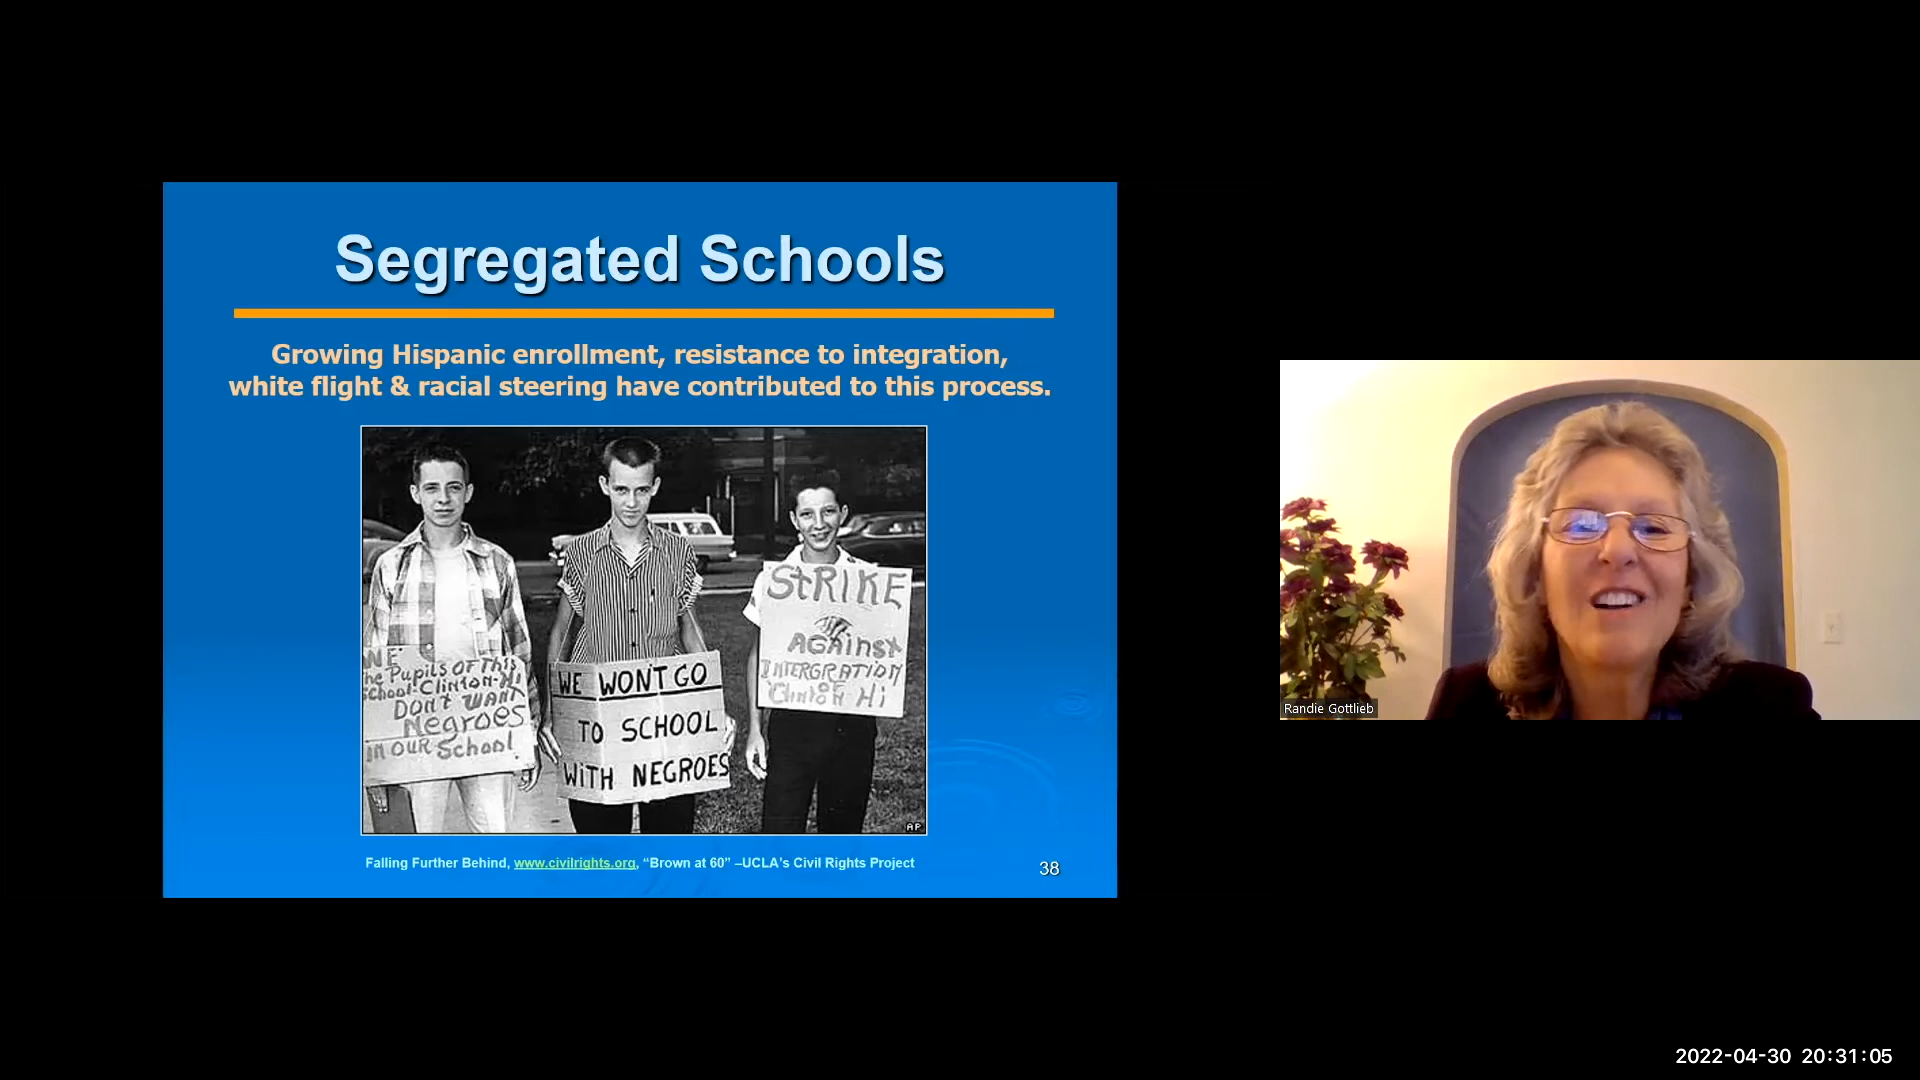 Segregated Schools
Growing Hispanic enrollment, resistance to integration,
white flight & racial steering have contributed to this process.
WE
The Pupils OF This
School-Clinton-Hi
DON'T WANT
Negroes
in OUR School.
WE WON'T GO
TO SCHOOL
WITH NEGROES
STRIKE
AGAinst
INTERGRATION
Clinton Hi
AP
Falling Further Behind, www.civilrights.org, “Brown at 60” –UCLA's Civil Rights Project
38
Randie Gottlieb
2022-04-30 20:31:05